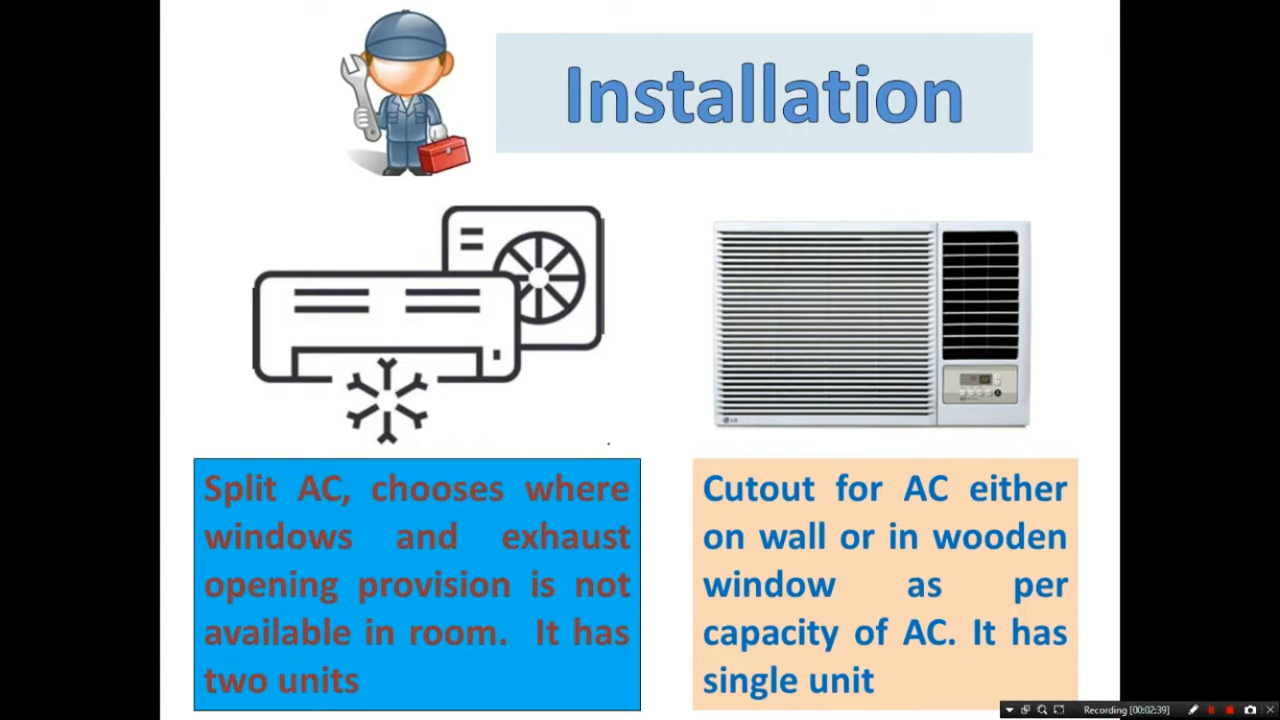 Installation
LG
Split AC, chooses where
windows and exhaust
opening provision is not
available in room. It has
two units
Cutout for AC either
on wall or in wooden
window as per
capacity of AC. It has
single unit
Recording [00:02:39]